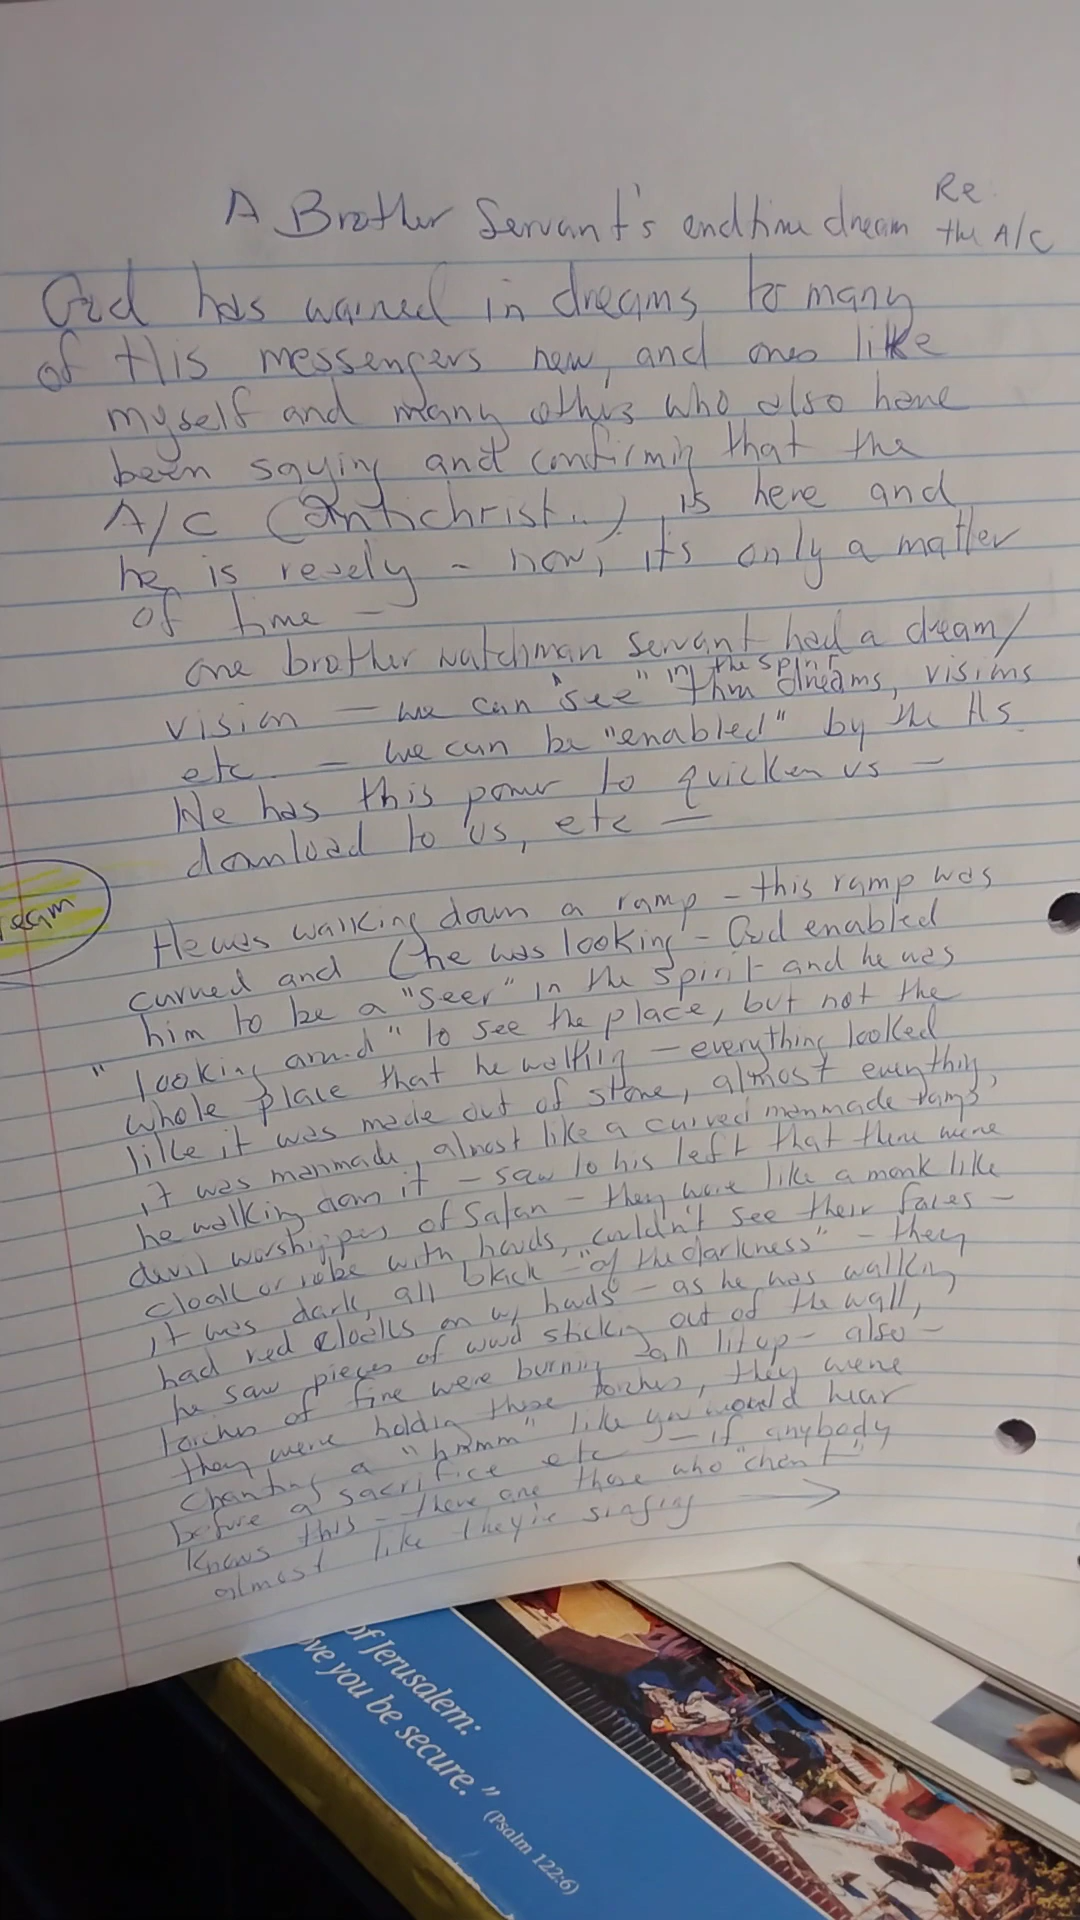 A Brother Servant's endtime dream Re the A/C
God has warned in dreams to many
of His messengers now, and ones like
myself and many others who also have
been saying and confirming that the
A/C (Antichrist..) is here and
he is ready - now, it's only a matter
of time -
one brother watchman servant had a dream/
vision - we can "see" in the spirit thru dreams, visions
etc - we can be "enabled" by the HS.
He has this power to quicken us -
download to us, etc -
He was walking down a ramp - this ramp was
curved and (he was looking - God enabled
him to be a "seer" in the spirit and he was
"looking around" to see the place, but not the
whole place that he walking - everything looked
like it was made out of stone, almost everything,
it was manmade, almost like a curved manmade ramp
he walking down it - saw to his left that there were
devil worshippers of Satan - they were like a monk like
cloak or robe with hoods, couldn't see their faces -
it was dark, all black - "of the darkness" - they
had red cloaks on w/ hoods - as he was walking
he saw pieces of wood sticking out of the wall,
torches of fire were burning all lit up - also -
they were holding those torches, they were
chanting a "hmmm" like you would hear
before a sacrifice etc - if anybody
knows this - there are those who "chant"
almost like they're singing →
of Jerusalem:
ove you be secure."
(Psalm 122:6)